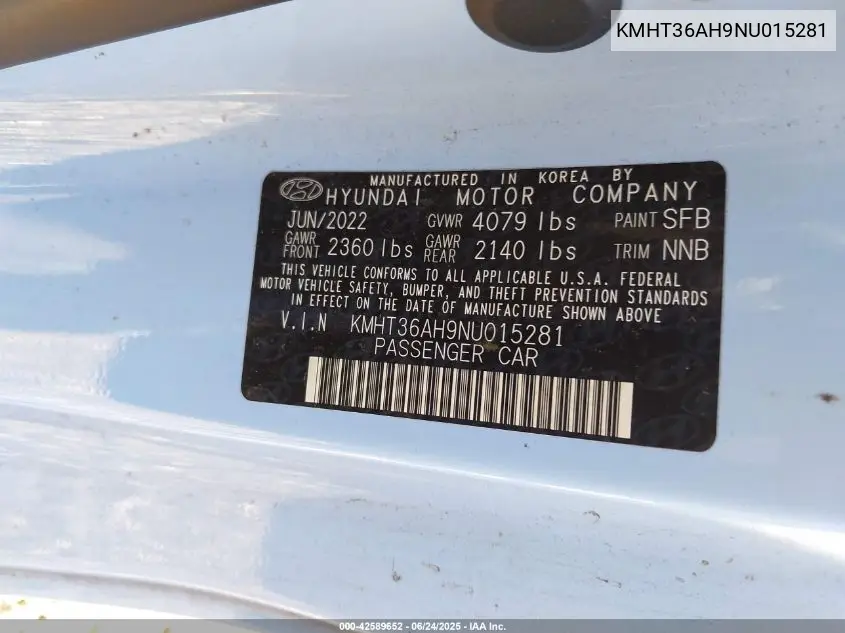 KMHT36AH9NU015281
MANUFACTURED IN KOREA BY
HYUNDAI MOTOR COMPANY
JUN/2022 GVWR 4079 lbs PAINT SFB
GAWR FRONT 2360 lbs GAWR REAR 2140 lbs TRIM NNB
THIS VEHICLE CONFORMS TO ALL APPLICABLE U.S.A. FEDERAL
MOTOR VEHICLE SAFETY, BUMPER, AND THEFT PREVENTION STANDARDS
IN EFFECT ON THE DATE OF MANUFACTURE SHOWN ABOVE
V.I.N KMHT36AH9NU015281
PASSENGER CAR
000-42589652 - 06/24/2025 - IAA Inc.